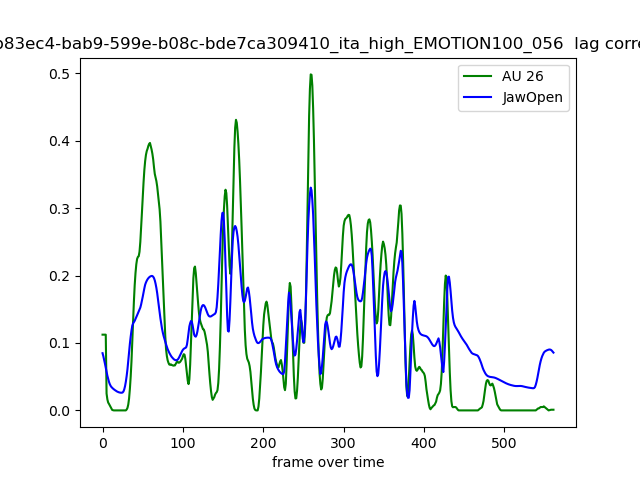 b83ec4-bab9-599e-b08c-bde7ca309410_ita_high_EMOTION100_056 lag corre
AU 26
JawOpen
0.5
0.4
0.3
0.2
0.1
0.0
0 100 200 300 400 500
frame over time